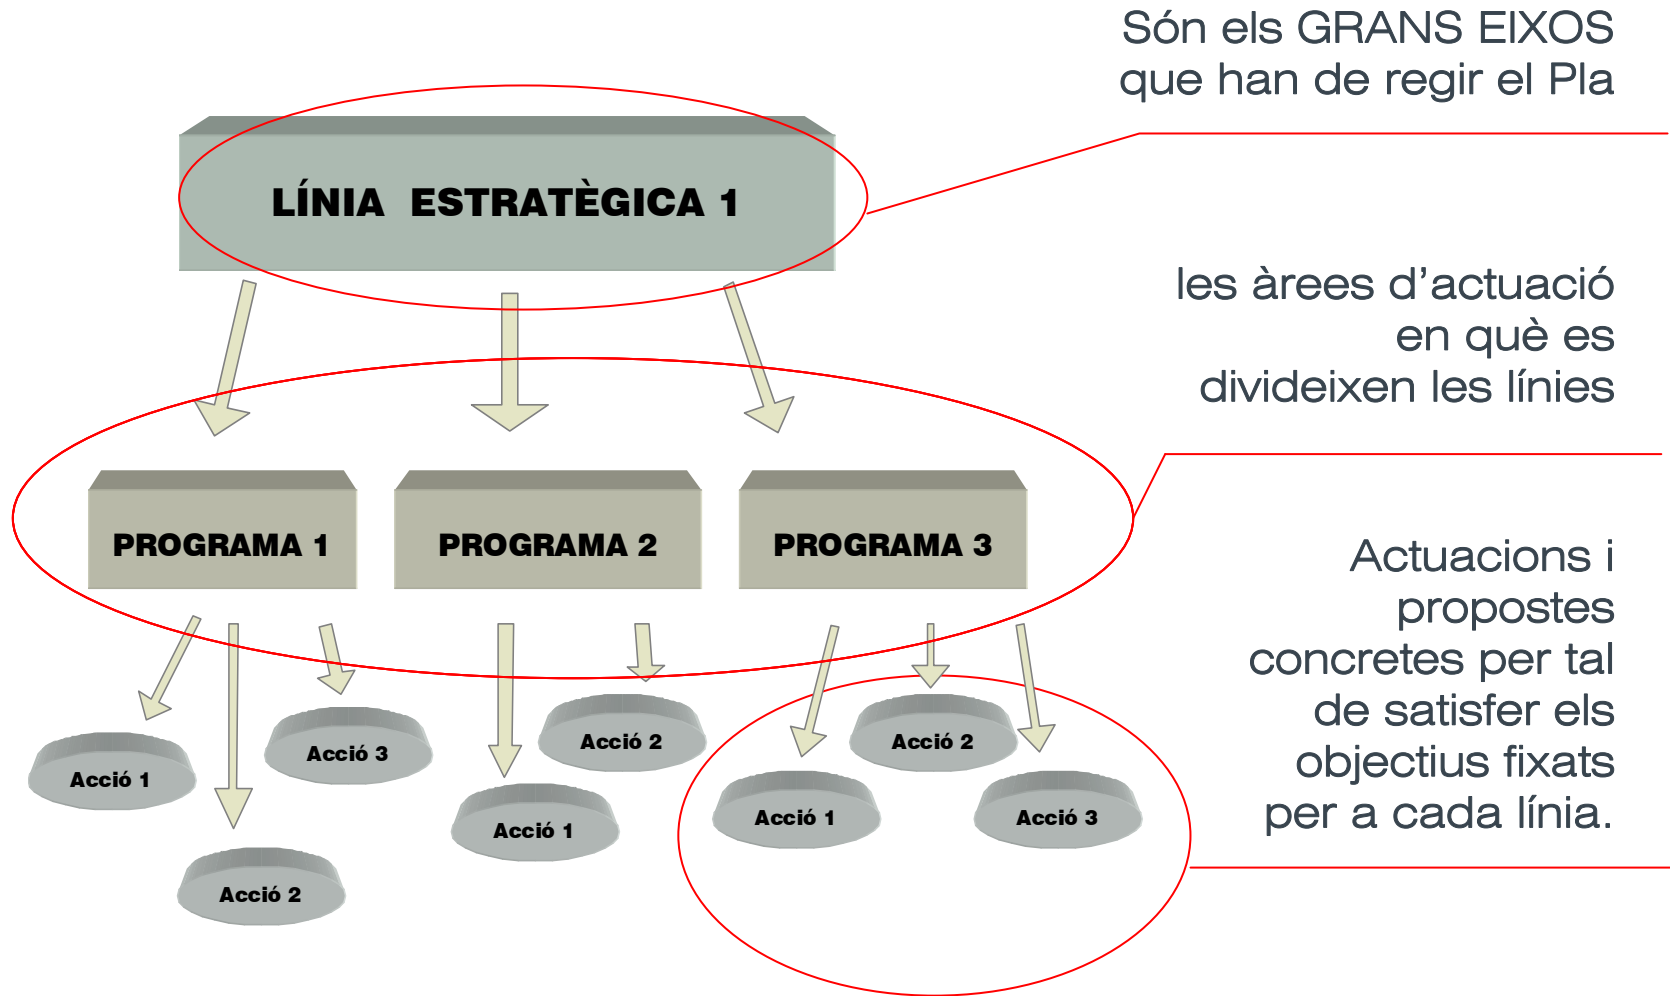 Són els GRANS EIXOS
que han de regir el Pla
LÍNIA ESTRATÈGICA 1
les àrees d’actuació
en què es
divideixen les línies
PROGRAMA 1
PROGRAMA 2
PROGRAMA 3
Actuacions i
propostes
concretes per tal
de satisfer els
objectius fixats
per a cada línia.
Acció 1
Acció 2
Acció 3
Acció 1
Acció 2
Acció 1
Acció 2
Acció 3